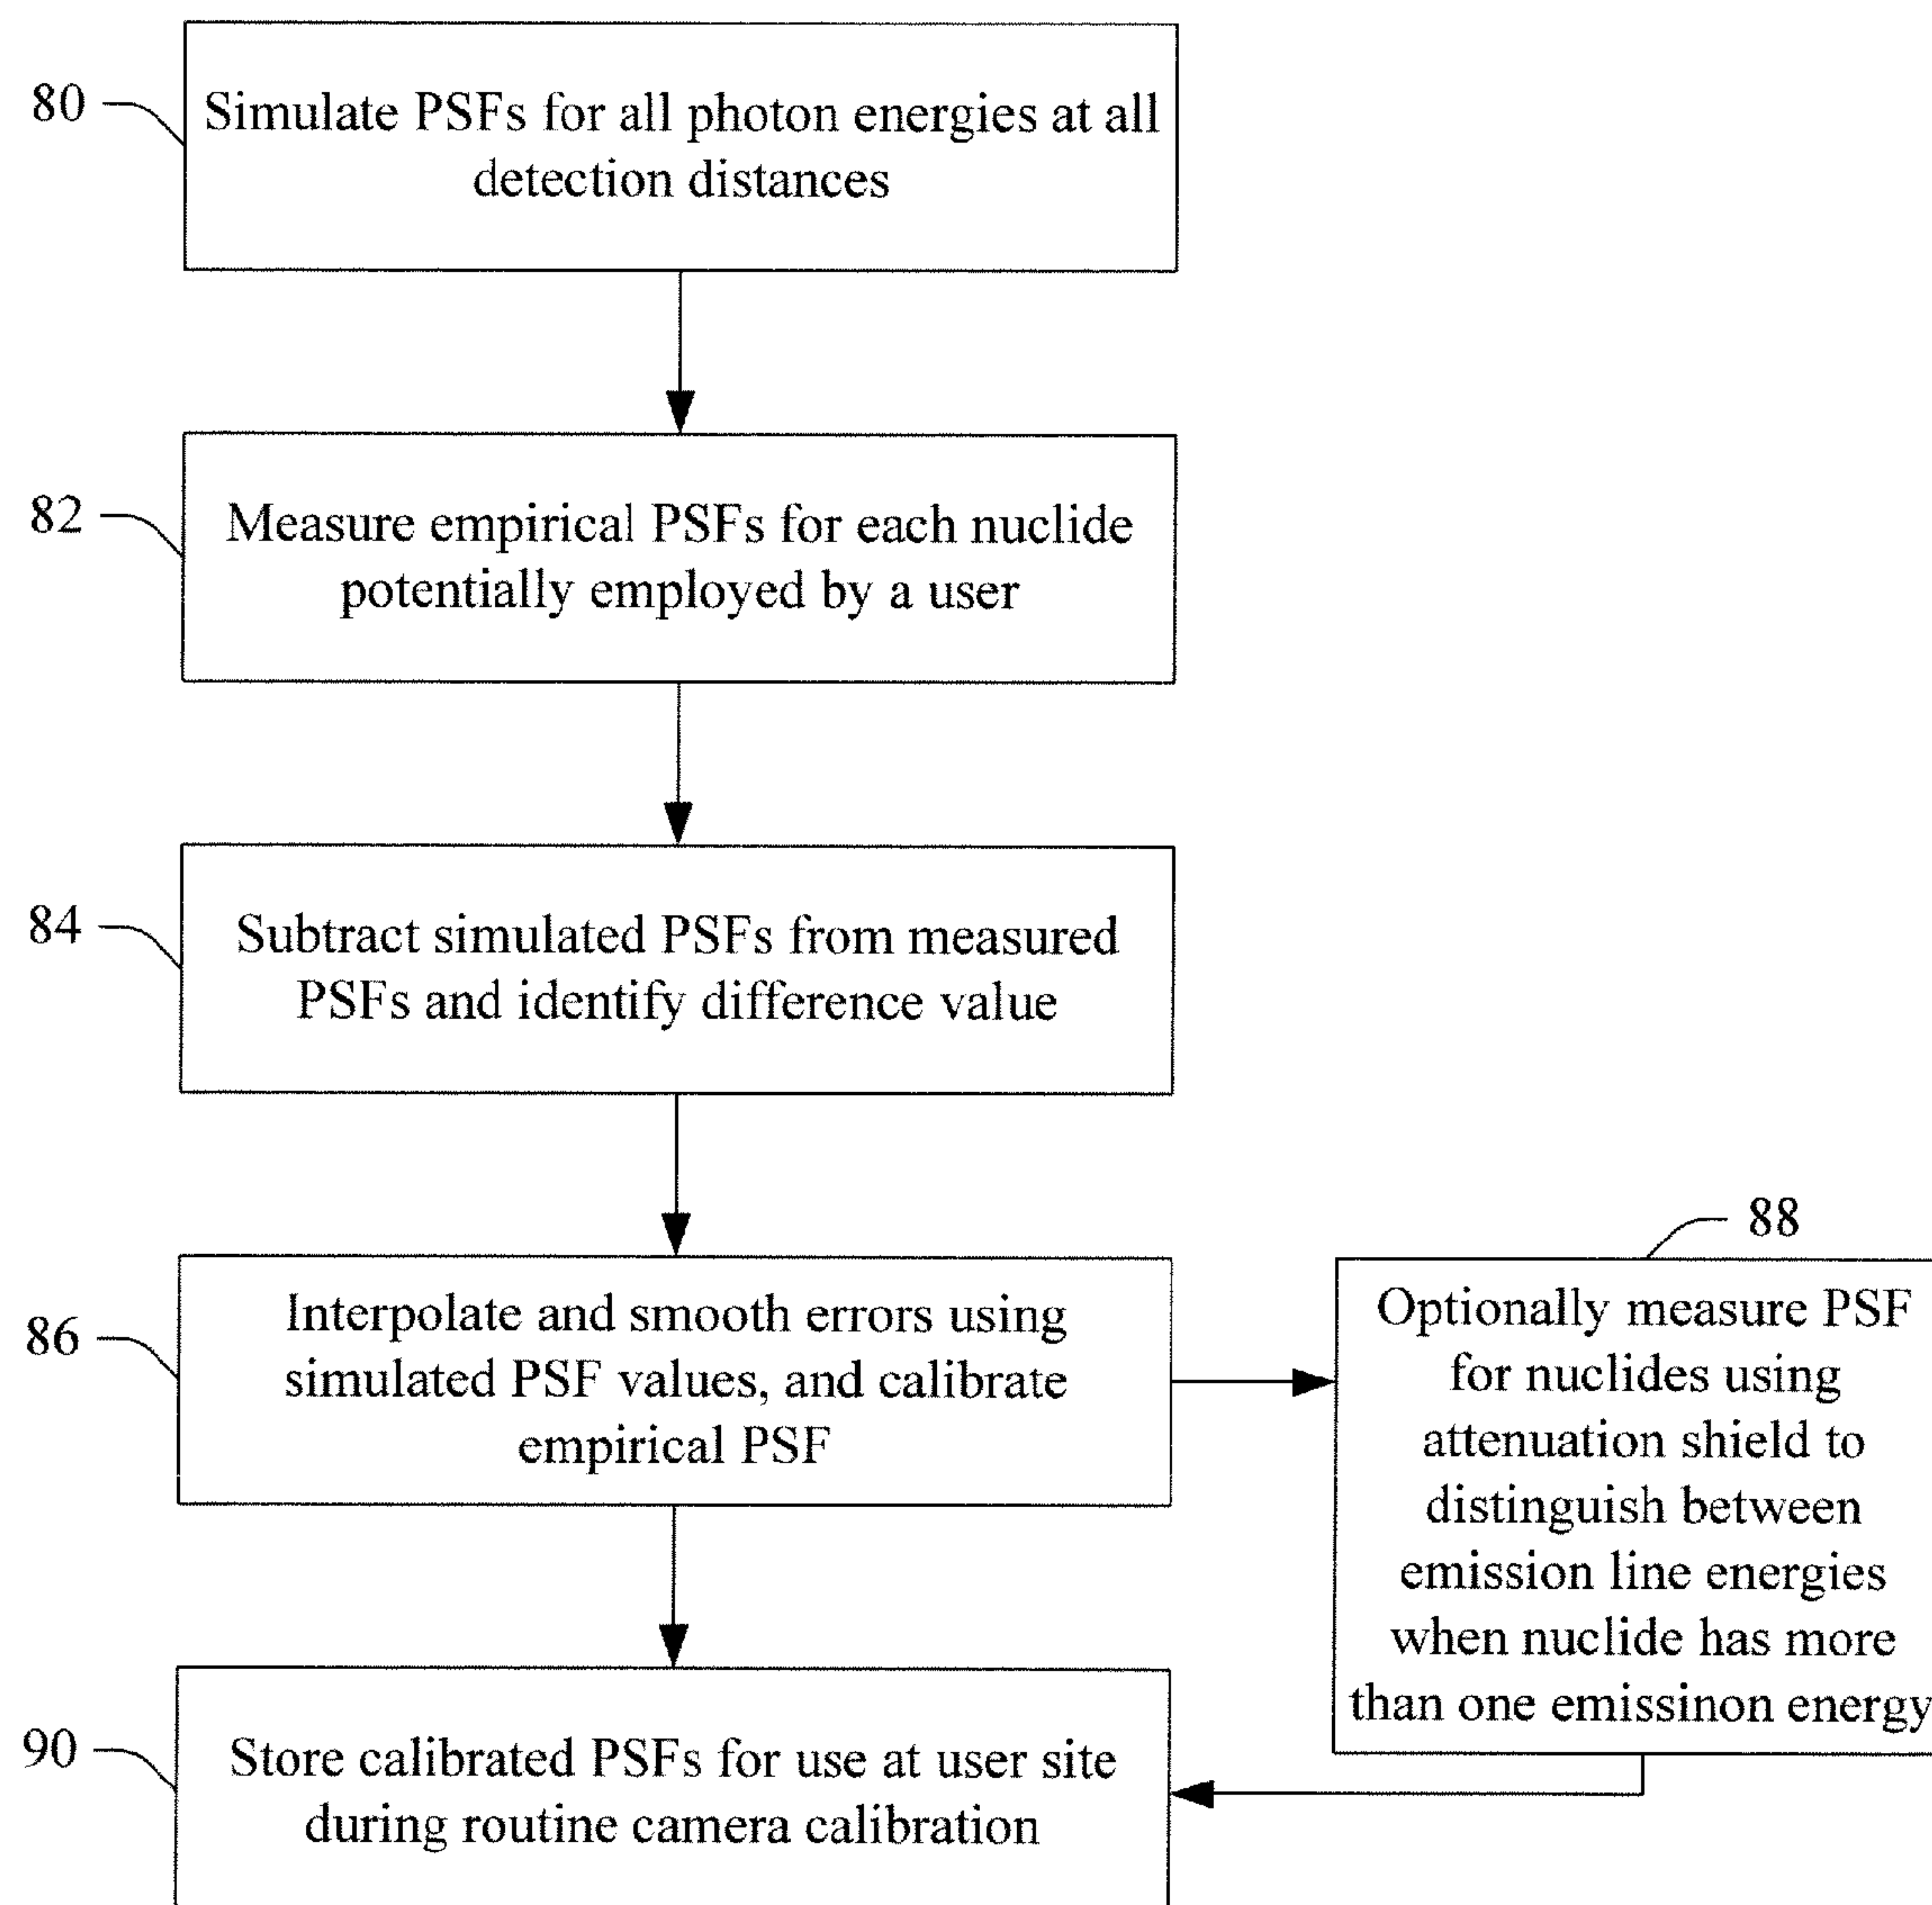 80
Simulate PSFs for all photon energies at all
detection distances
82
Measure empirical PSFs for each nuclide
potentially employed by a user
84
Subtract simulated PSFs from measured
PSFs and identify difference value
86
Interpolate and smooth errors using
simulated PSF values, and calibrate
empirical PSF
88
Optionally measure PSF
for nuclides using
attenuation shield to
distinguish between
emission line energies
when nuclide has more
than one emissinon energy
90
Store calibrated PSFs for use at user site
during routine camera calibration